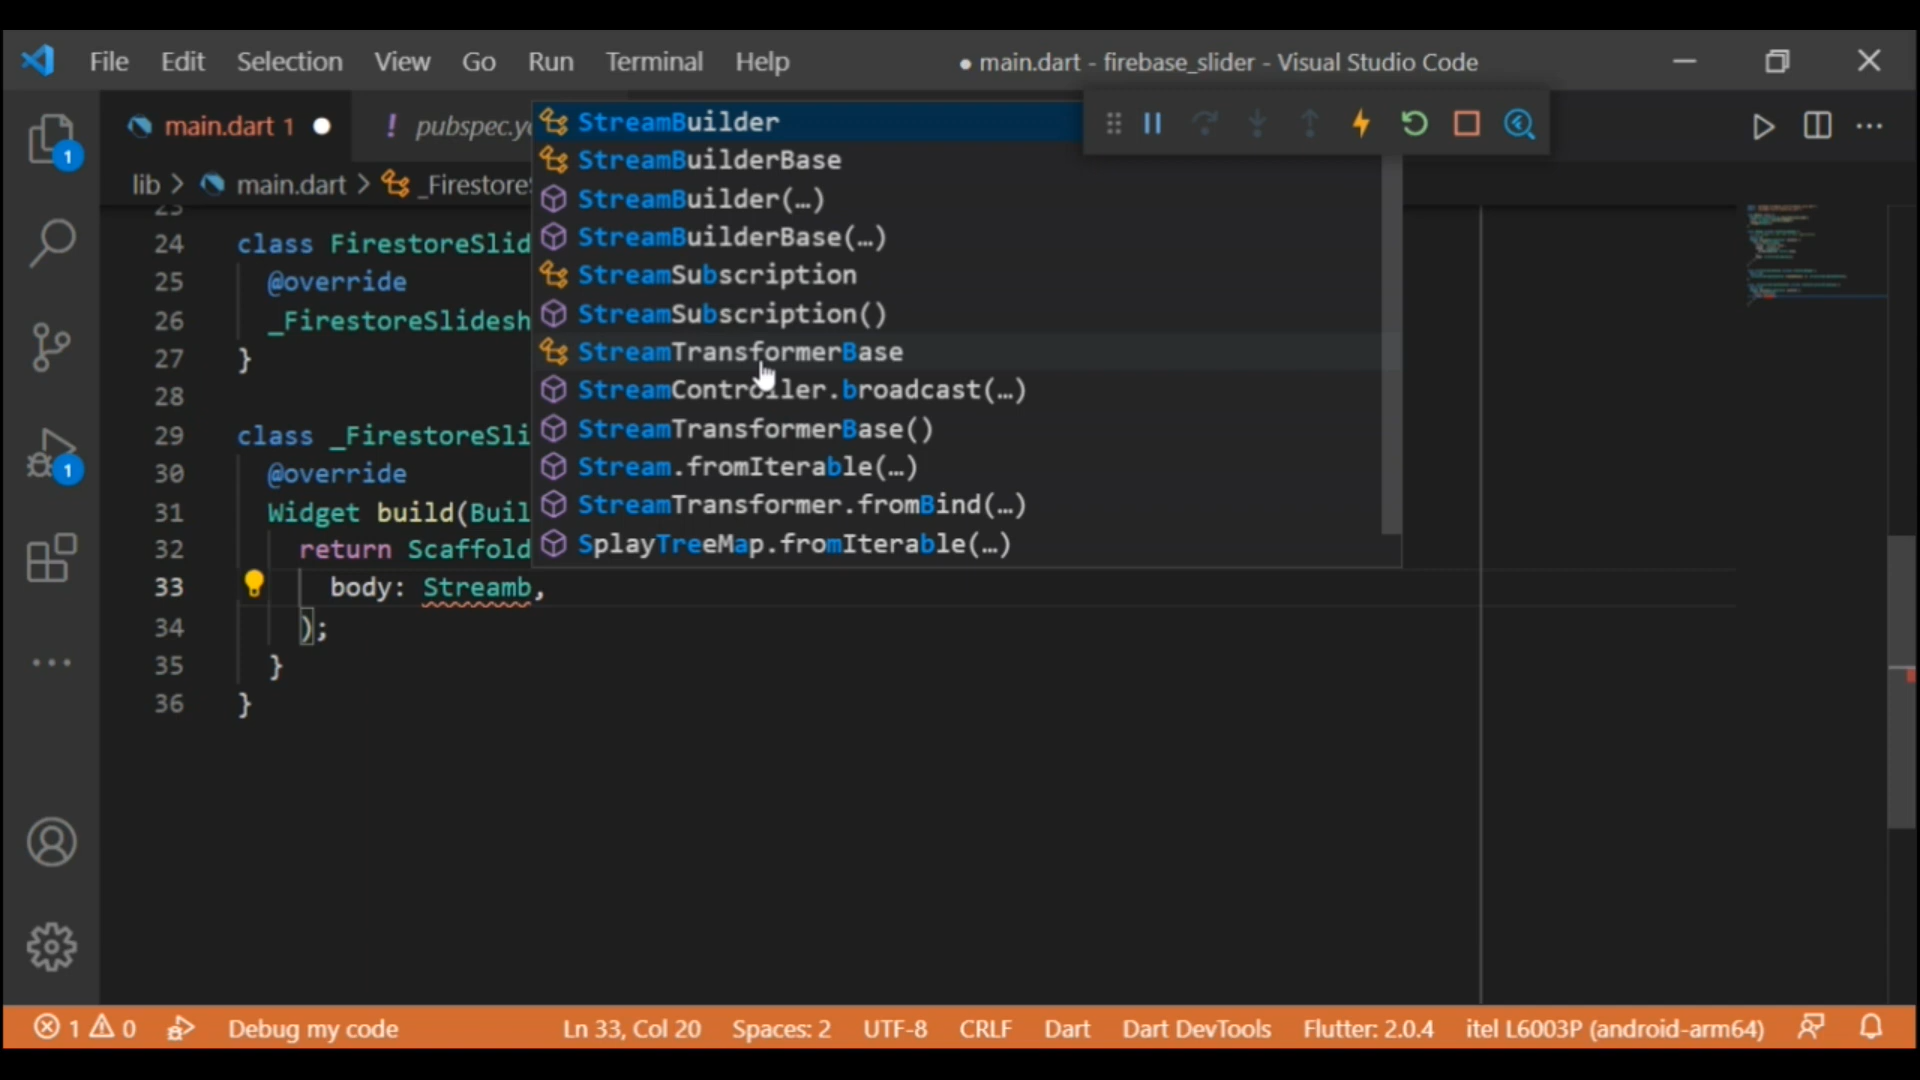 File Edit Selection View Go Run Terminal Help ● main.dart - firebase_slider - Visual Studio Code
main.dart 1 ● ! pubspec.y
lib > main.dart > _Firestore
StreamBuilder
StreamBuilderBase
StreamBuilder(…)
StreamBuilderBase(…)
StreamSubscription
StreamSubscription()
StreamTransformerBase
StreamController.broadcast(…)
StreamTransformerBase()
Stream.fromIterable(…)
StreamTransformer.fromBind(…)
SplayTreeMap.fromIterable(…)
1
1
24 class FirestoreSlid
25 @override
26 _FirestoreSlidesh
27 }
28
29 class _FirestoreSli
30 @override
31 Widget build(Buil
32 return Scaffold
33 body: Streamb,
34 );
35 }
36 }
1 0 Debug my code Ln 33, Col 20 Spaces: 2 UTF-8 CRLF Dart Dart DevTools Flutter: 2.0.4 itel L6003P (android-arm64)